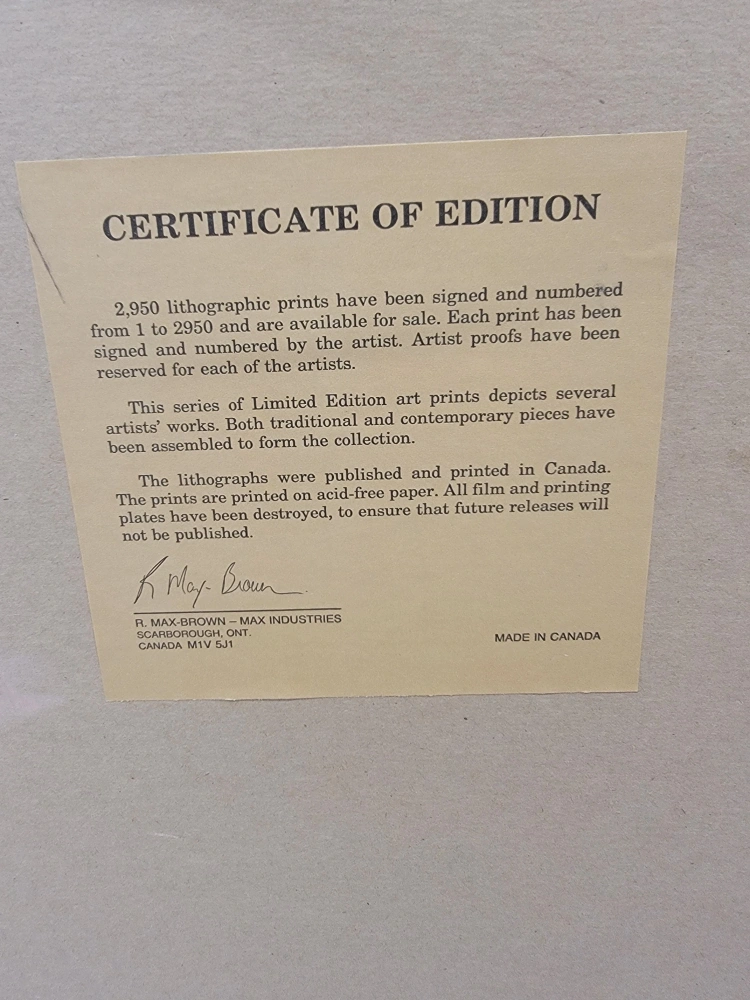 CERTIFICATE OF EDITION
2,950 lithographic prints have been signed and numbered
from 1 to 2950 and are available for sale. Each print has been
signed and numbered by the artist. Artist proofs have been
reserved for each of the artists.
This series of Limited Edition art prints depicts several
artists' works. Both traditional and contemporary pieces have
been assembled to form the collection.
The lithographs were published and printed in Canada.
The prints are printed on acid-free paper. All film and printing
plates have been destroyed, to ensure that future releases will
not be published.
R Max-Brown
R. MAX-BROWN – MAX INDUSTRIES
SCARBOROUGH, ONT.
CANADA M1V 5J1
MADE IN CANADA